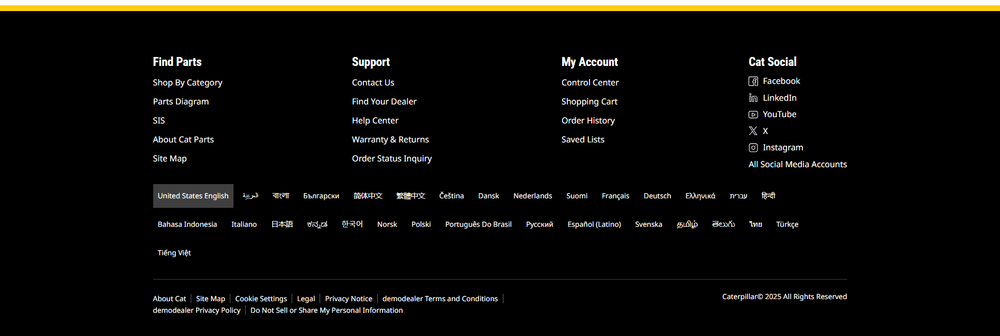 Find Parts
Shop By Category
Parts Diagram
SIS
About Cat Parts
Site Map
Support
Contact Us
Find Your Dealer
Help Center
Warranty & Returns
Order Status Inquiry
My Account
Control Center
Shopping Cart
Order History
Saved Lists
Cat Social
Facebook
LinkedIn
YouTube
X
Instagram
All Social Media Accounts
United States English العربية বাংলা Български 简体中文 繁體中文 Čeština Dansk Nederlands Suomi Français Deutsch Ελληνικά עברית हिन्दी
Bahasa Indonesia Italiano 日本語 ಕನ್ನಡ 한국어 Norsk Polski Português Do Brasil Русский Español (Latino) Svenska தமிழ் తెలుగు ไทย Türkçe
Tiếng Việt
About Cat | Site Map | Cookie Settings | Legal | Privacy Notice | demodealer Terms and Conditions |
demodealer Privacy Policy | Do Not Sell or Share My Personal Information
Caterpillar© 2025 All Rights Reserved